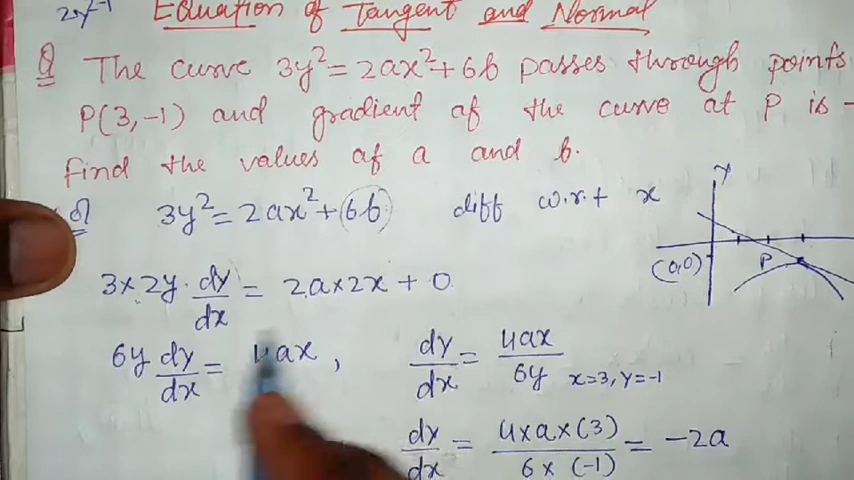 2y²-1
Equation of Tangent and Normal
Q The curve 3y² = 2ax² + 6b passes through points
P(3,-1) and gradient of the curve at P is -
find the values of a and b.
3y² = 2ax² + 6b diff w.r.t x
Y
(0,0) P
3×2y·dy/dx = 2a×2x + 0
6y dy/dx = 4ax , dy/dx = 4ax/6y x=3, y=-1
dy/dx = 4×a×(3)/6×(-1) = -2a